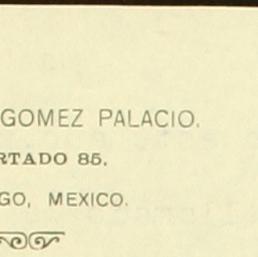 GOMEZ PALACIO.
RTADO 85.
GO, MEXICO.